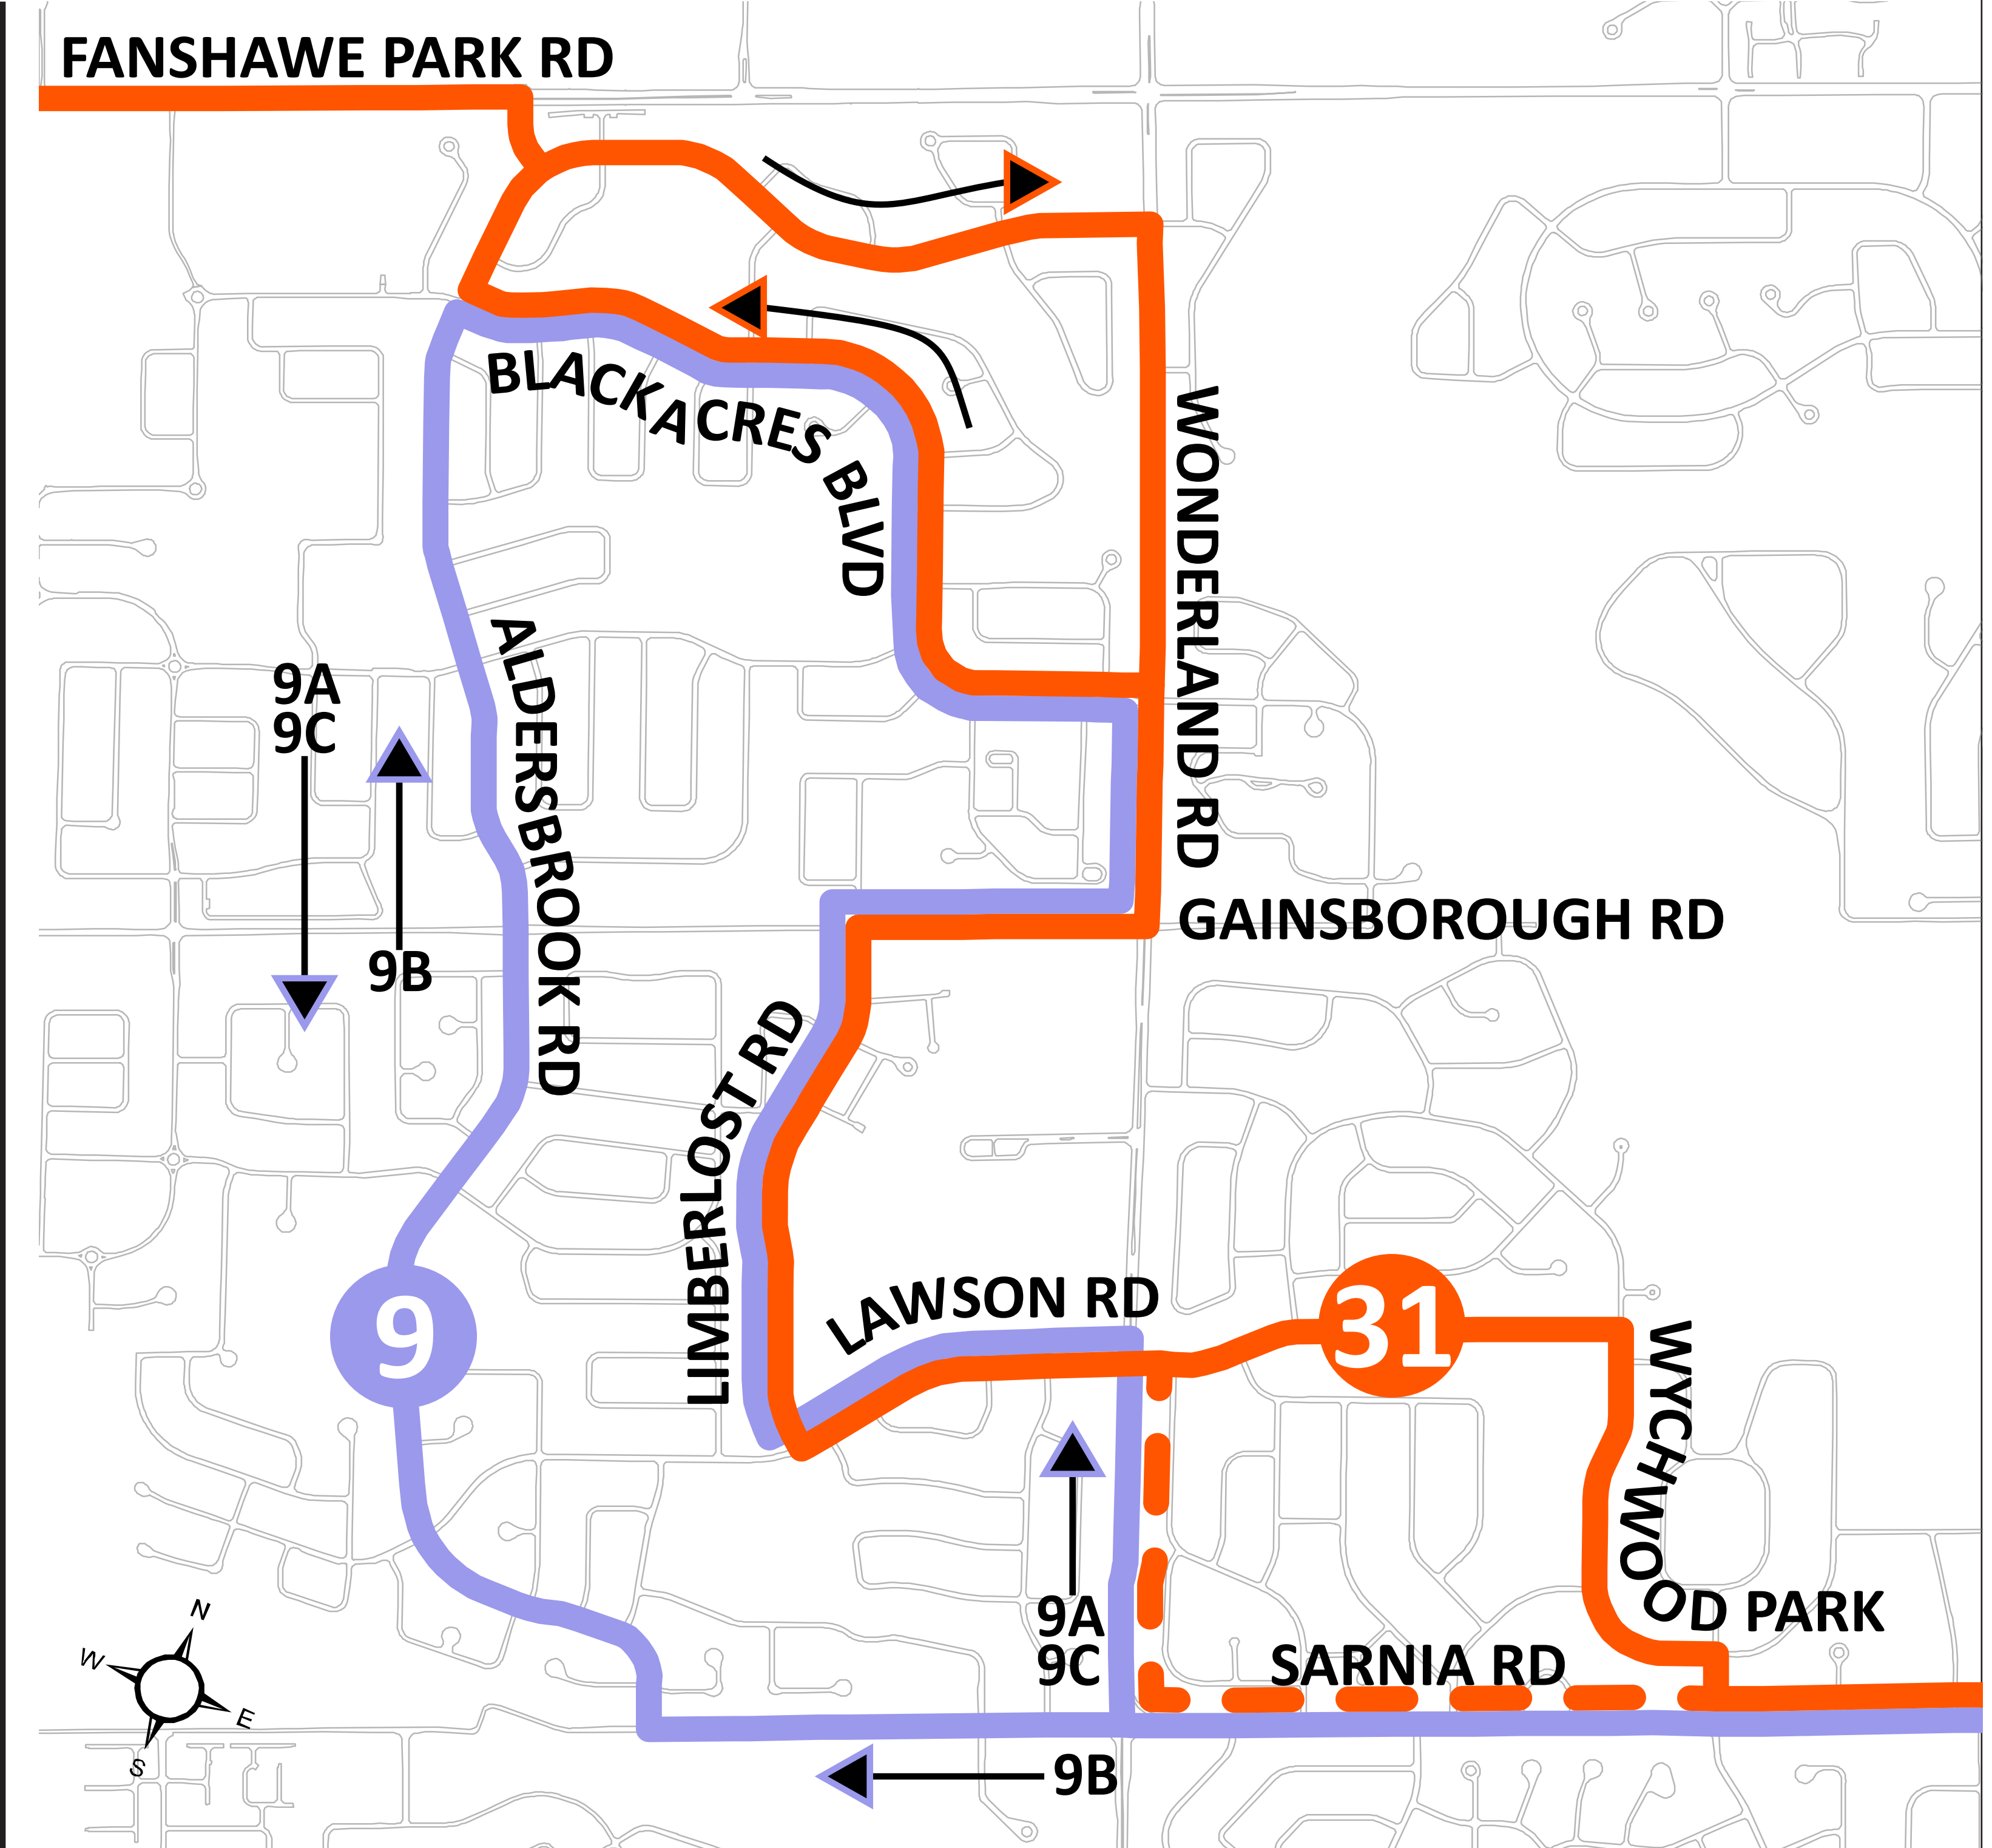 FANSHAWE PARK RD
BLACKACRES BLVD
WONDERLAND RD
ALDERSBROOK RD
9A
9C
9B
GAINSBOROUGH RD
LIMBERLOST RD
LAWSON RD
31
9
WYCHWOOD PARK
9A
9C
SARNIA RD
N
W
E
S
9B